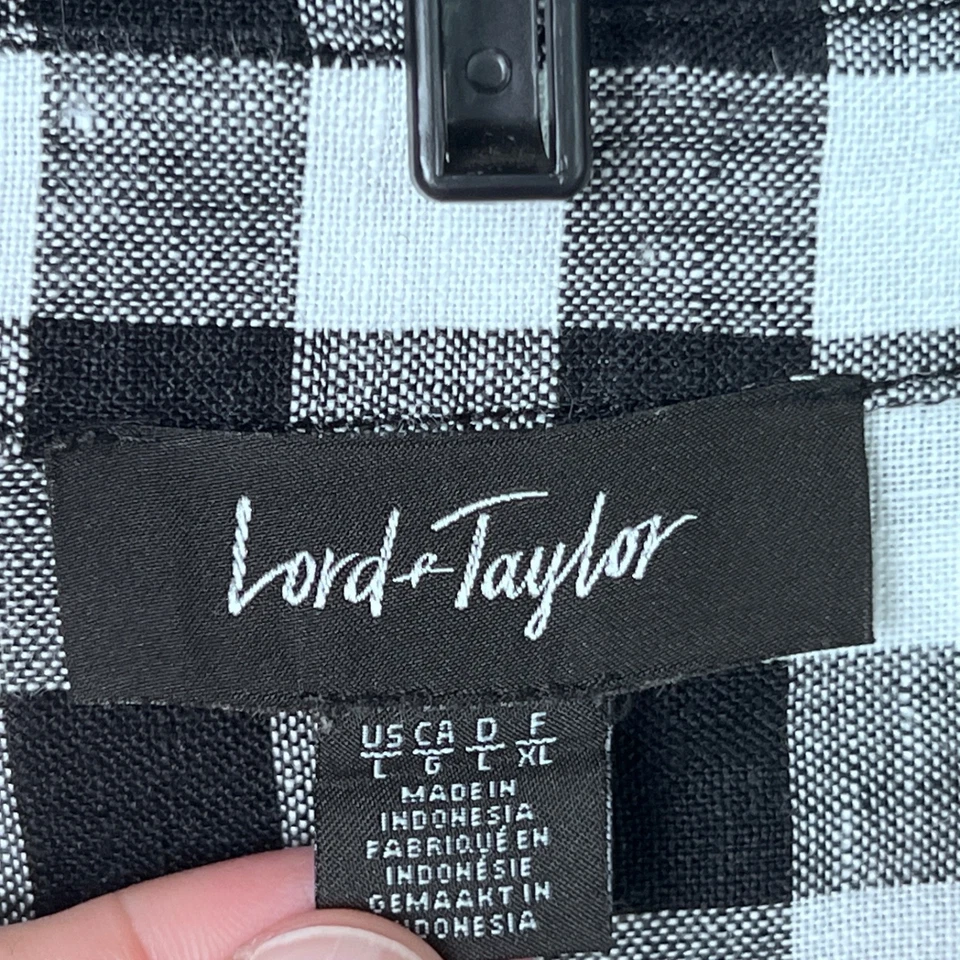 Lord & Taylor
US CA D F
L G L XL
MADE IN
INDONESIA
FABRIQUÉ EN
INDONÉSIE
GEMAAKT IN
INDONESIA